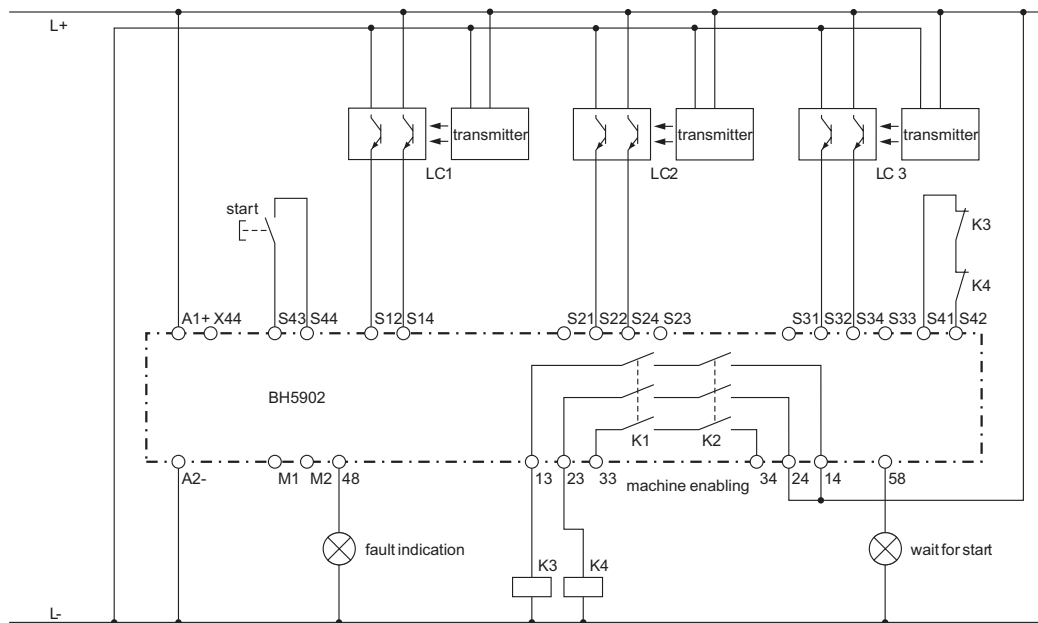 L+
transmitter
transmitter
transmitter
LC1
LC2
LC 3
start
K3
K4
A1+ X44
S43 S44
S12 S14
S21 S22 S24 S23
S31 S32 S34 S33 S41 S42
BH5902
K1
K2
A2-
M1
M2
48
13
23
33
machine enabling
34
24
14
58
fault indication
K3
K4
wait for start
L-